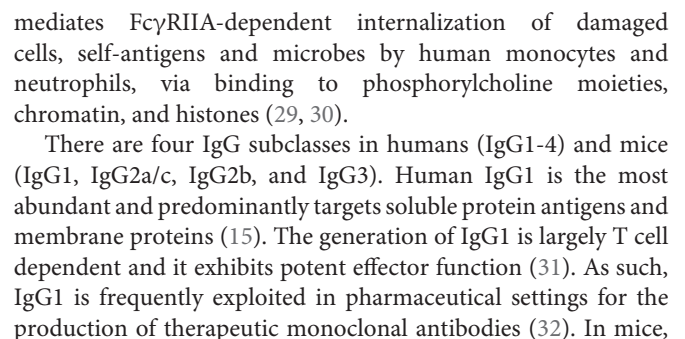 mediates FcγRIIA-dependent internalization of damaged
cells, self-antigens and microbes by human monocytes and
neutrophils, via binding to phosphorylcholine moieties,
chromatin, and histones (29, 30).
There are four IgG subclasses in humans (IgG1-4) and mice
(IgG1, IgG2a/c, IgG2b, and IgG3). Human IgG1 is the most
abundant and predominantly targets soluble protein antigens and
membrane proteins (15). The generation of IgG1 is largely T cell
dependent and it exhibits potent effector function (31). As such,
IgG1 is frequently exploited in pharmaceutical settings for the
production of therapeutic monoclonal antibodies (32). In mice,